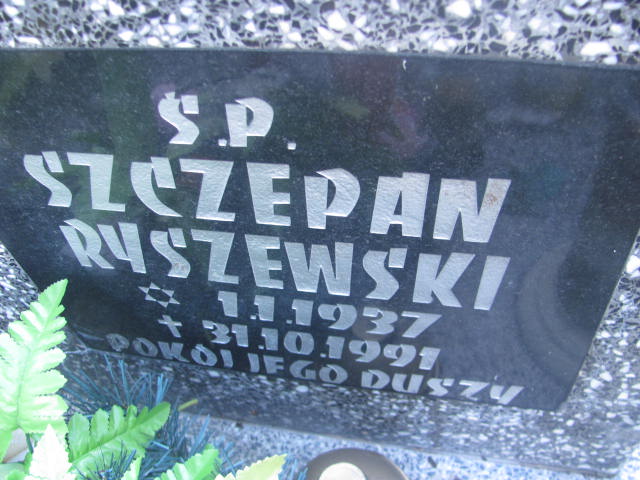 Ś.P.
SZCZEPAN
RYSZEWSKI
✡ 1.1.1937
✝ 31.10.1991
POKÓJ JEGO DUSZY